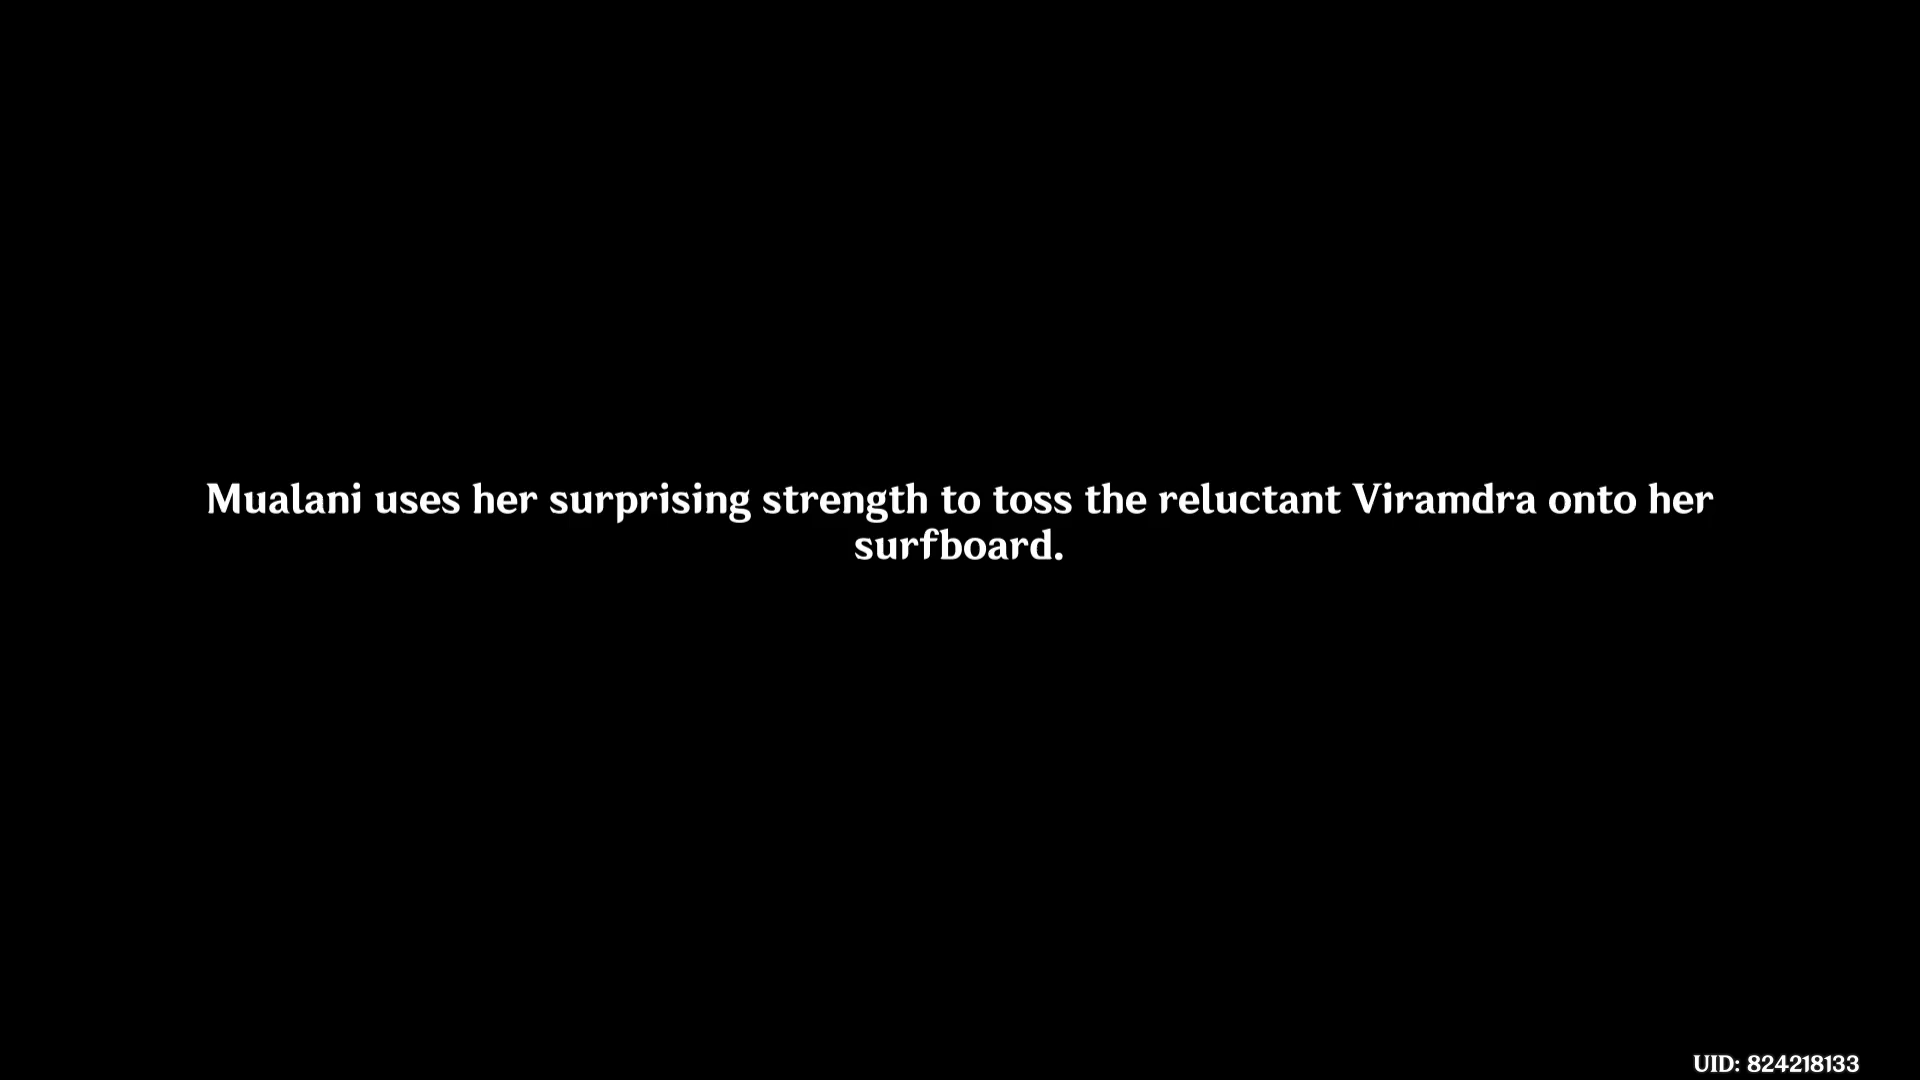 Mualani uses her surprising strength to toss the reluctant Viramdra onto her
surfboard.
UID: 824218133